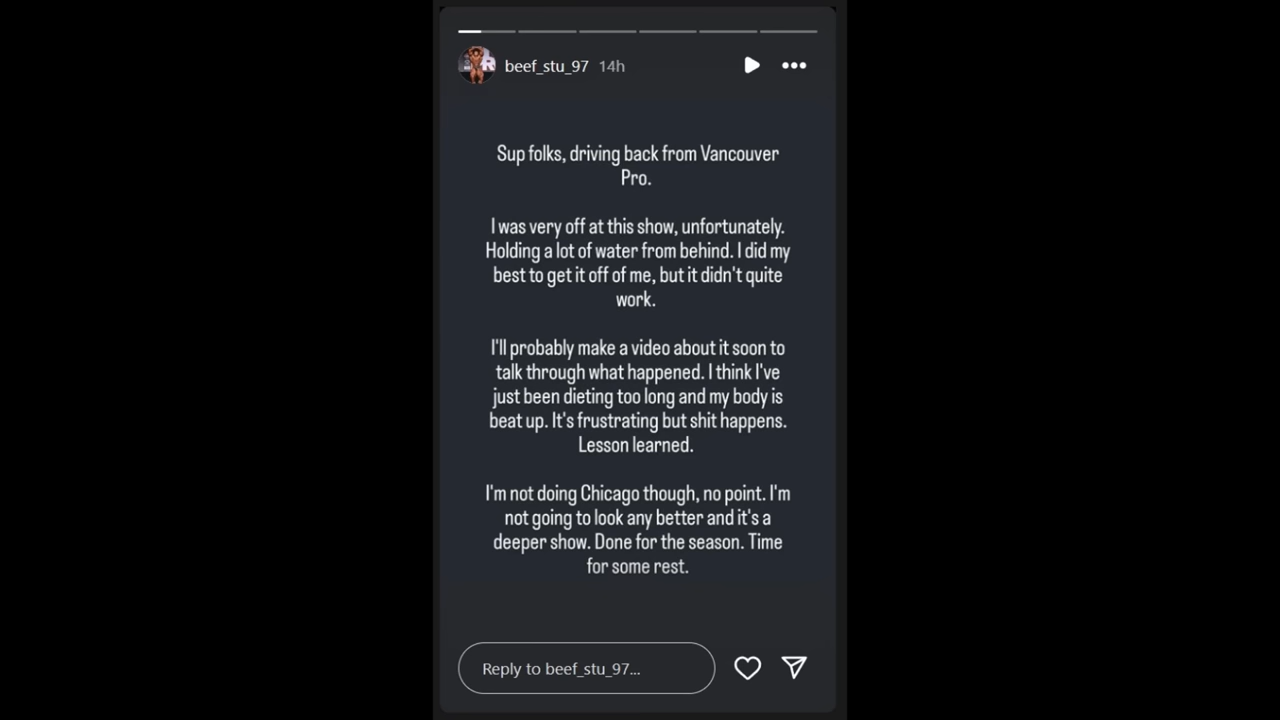 beef_stu_97 14h
Sup folks, driving back from Vancouver
Pro.
I was very off at this show, unfortunately.
Holding a lot of water from behind. I did my
best to get it off of me, but it didn't quite
work.
I'll probably make a video about it soon to
talk through what happened. I think I've
just been dieting too long and my body is
beat up. It's frustrating but shit happens.
Lesson learned.
I'm not doing Chicago though, no point. I'm
not going to look any better and it's a
deeper show. Done for the season. Time
for some rest.
Reply to beef_stu_97...